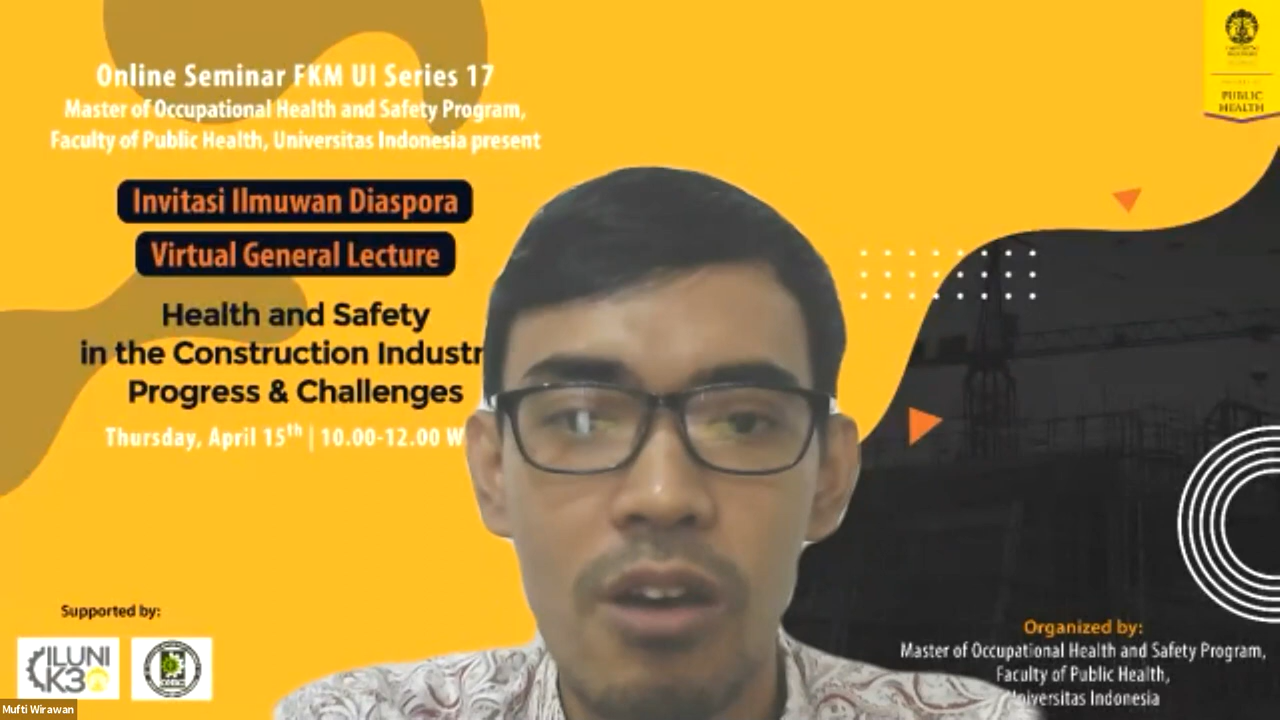 Online Seminar FKM UI Series 17
Master of Occupational Health and Safety Program,
Faculty of Public Health, Universitas Indonesia present
Invitasi Ilmuwan Diaspora
Virtual General Lecture
Health and Safety
in the Construction Industr
Progress & Challenges
Thursday, April 15th | 10.00-12.00 W
PUBLIC
HEALTH
Supported by:
ILUNI
K3
Organized by:
Master of Occupational Health and Safety Program,
Faculty of Public Health,
Universitas Indonesia
Mufti Wirawan